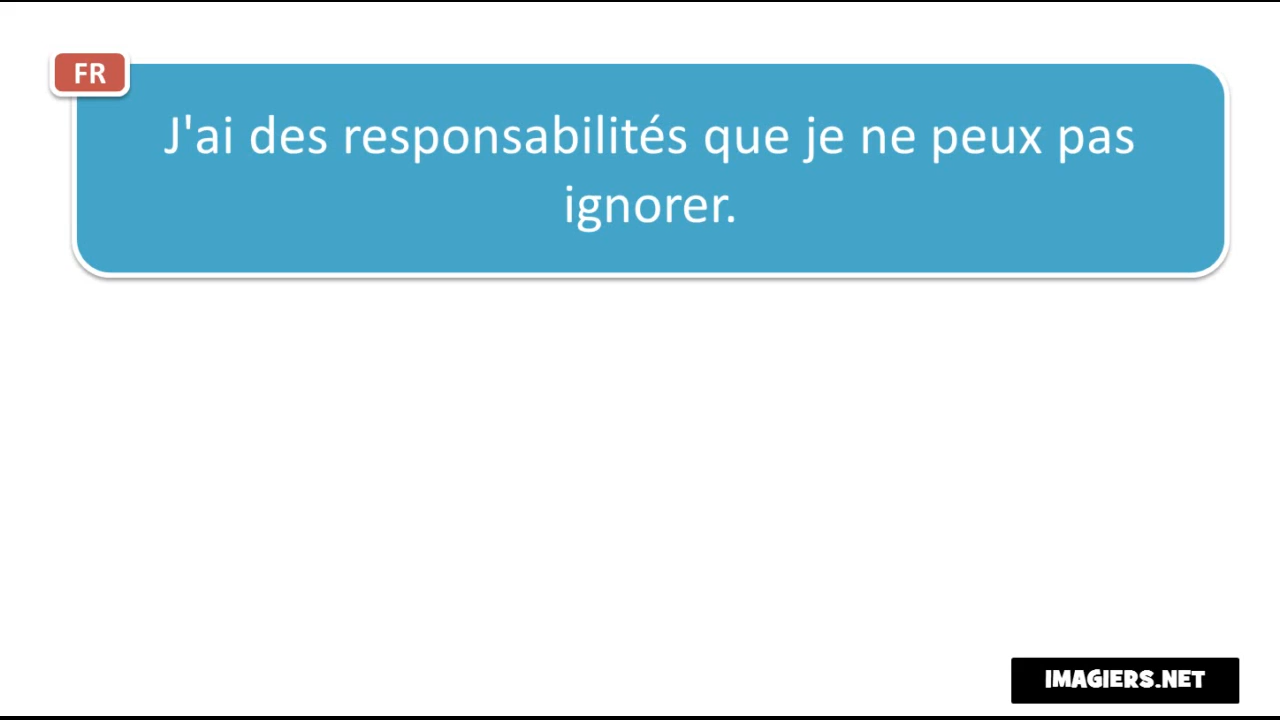 FR
J'ai des responsabilités que je ne peux pas
ignorer.
IMAGIERS.NET